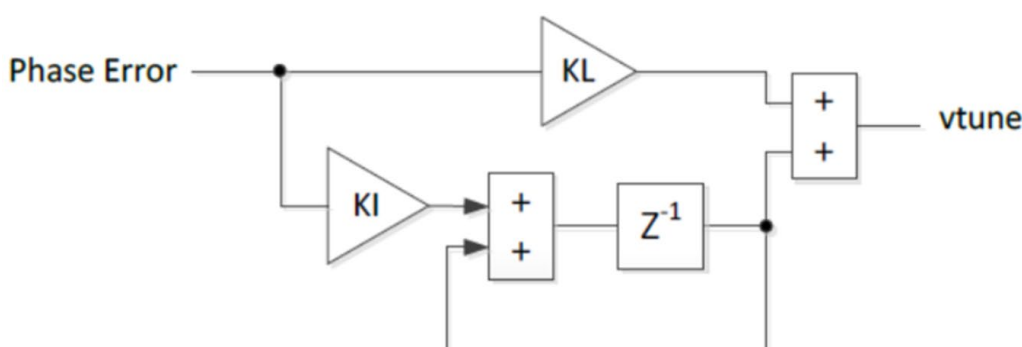 Phase Error
KL
+
+
vtune
KI
+
+
Z-1